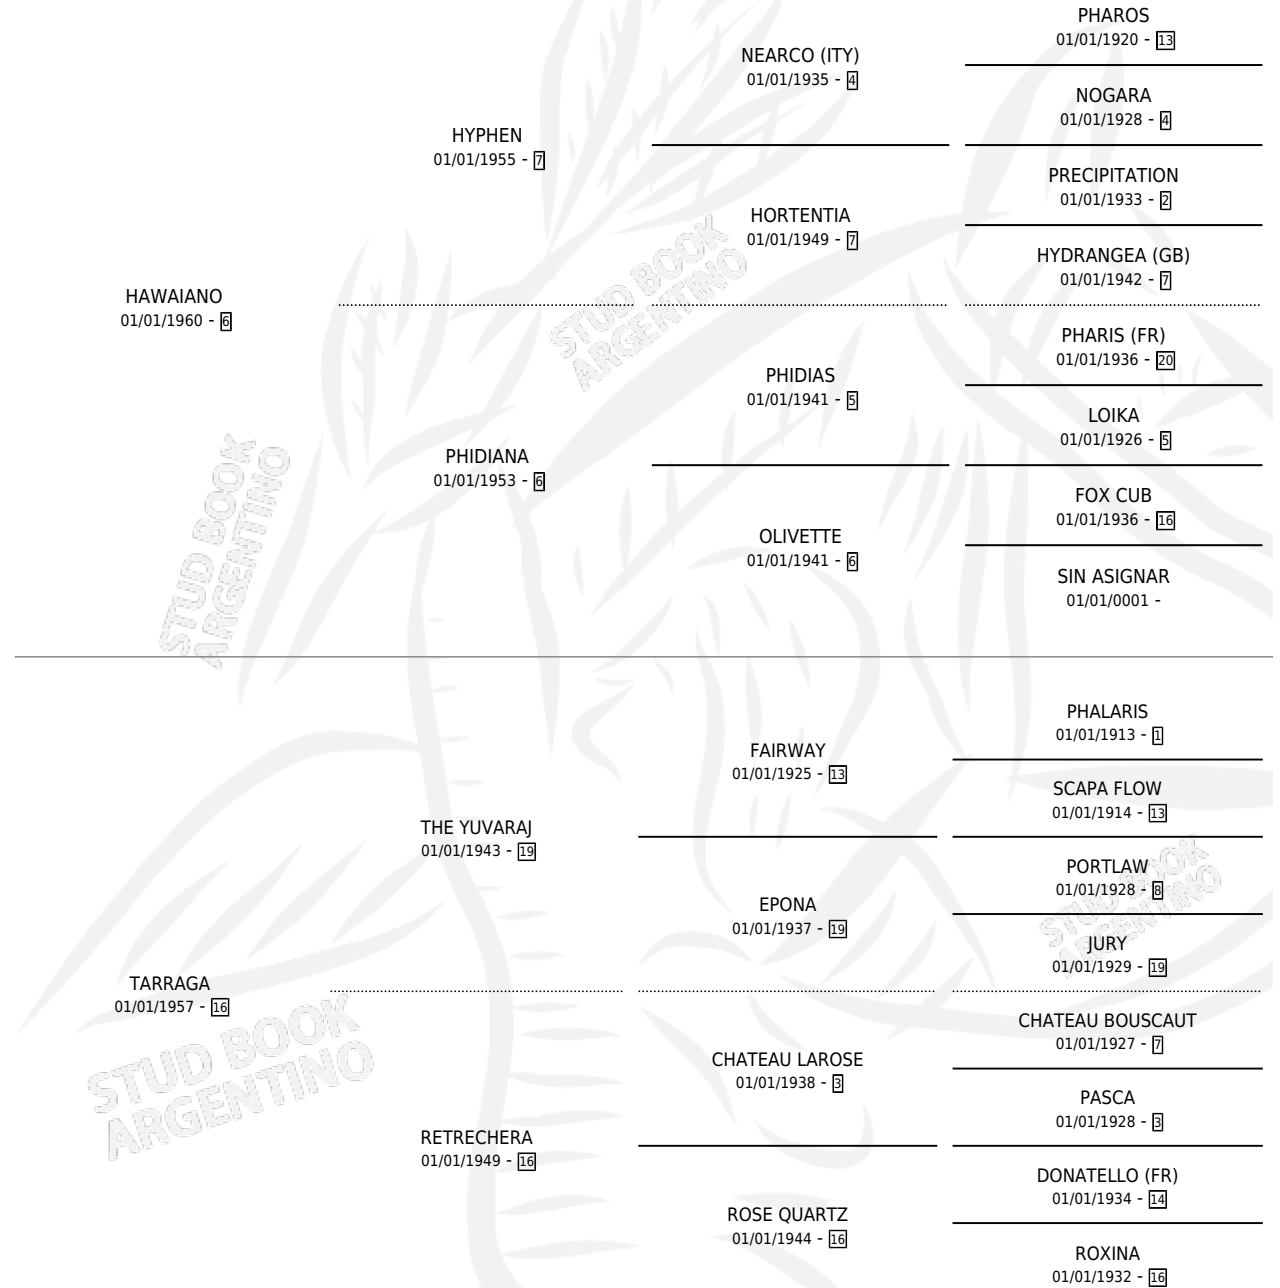 PHAROS
01/01/1920 - 13
NEARCO (ITY)
01/01/1935 - 4
NOGARA
01/01/1928 - 4
HYPHEN
01/01/1955 - 7
PRECIPITATION
01/01/1933 - 2
HORTENTIA
01/01/1949 - 7
HYDRANGEA (GB)
01/01/1942 - 7
HAWAIANO
01/01/1960 - 6
PHARIS (FR)
01/01/1936 - 20
PHIDIAS
01/01/1941 - 5
LOIKA
01/01/1926 - 5
PHIDIANA
01/01/1953 - 6
FOX CUB
01/01/1936 - 16
OLIVETTE
01/01/1941 - 6
SIN ASIGNAR
01/01/0001 -
PHALARIS
01/01/1913 - 1
FAIRWAY
01/01/1925 - 13
SCAPA FLOW
01/01/1914 - 13
THE YUVARAJ
01/01/1943 - 19
PORTLAW
01/01/1928 - 8
EPONA
01/01/1937 - 19
JURY
01/01/1929 - 19
TARRAGA
01/01/1957 - 16
CHATEAU BOUSCAUT
01/01/1927 - 7
CHATEAU LAROSE
01/01/1938 - 3
PASCA
01/01/1928 - 3
RETRECHERA
01/01/1949 - 16
DONATELLO (FR)
01/01/1934 - 14
ROSE QUARTZ
01/01/1944 - 16
ROXINA
01/01/1932 - 16
STUD BOOK
ARGENTINO
STUD BOOK
ARGENTINO
STUD BOOK
ARGENTINO
STUD BOOK
ARGENTINO